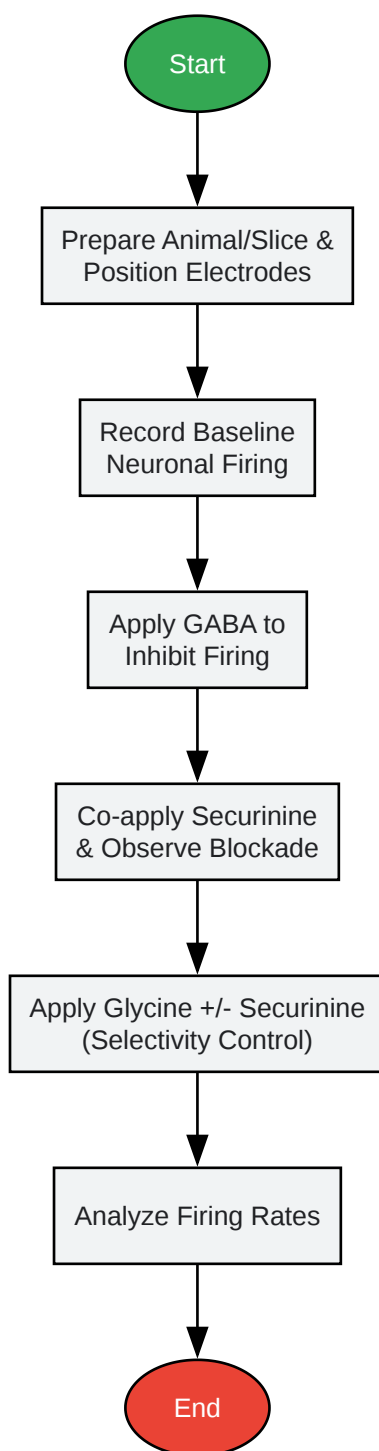 Start
Prepare Animal/Slice &
Position Electrodes
Record Baseline
Neuronal Firing
Apply GABA to
Inhibit Firing
Co-apply Securinine
& Observe Blockade
Apply Glycine +/- Securinine
(Selectivity Control)
Analyze Firing Rates
End